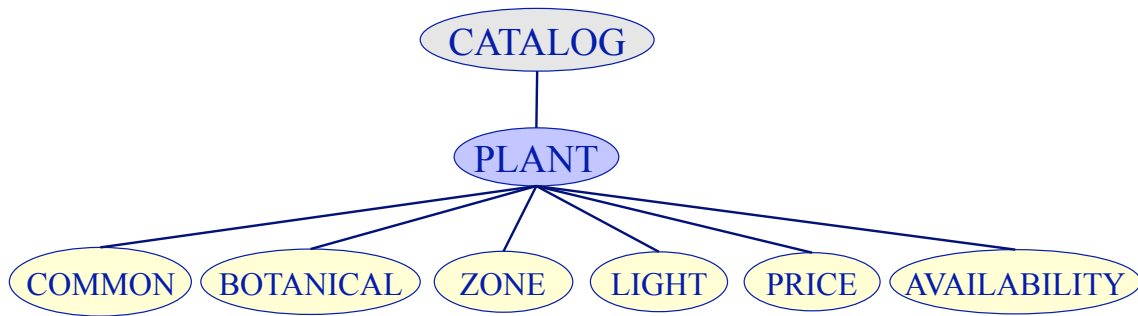 CATALOG
PLANT
COMMON BOTANICAL ZONE LIGHT PRICE AVAILABILITY